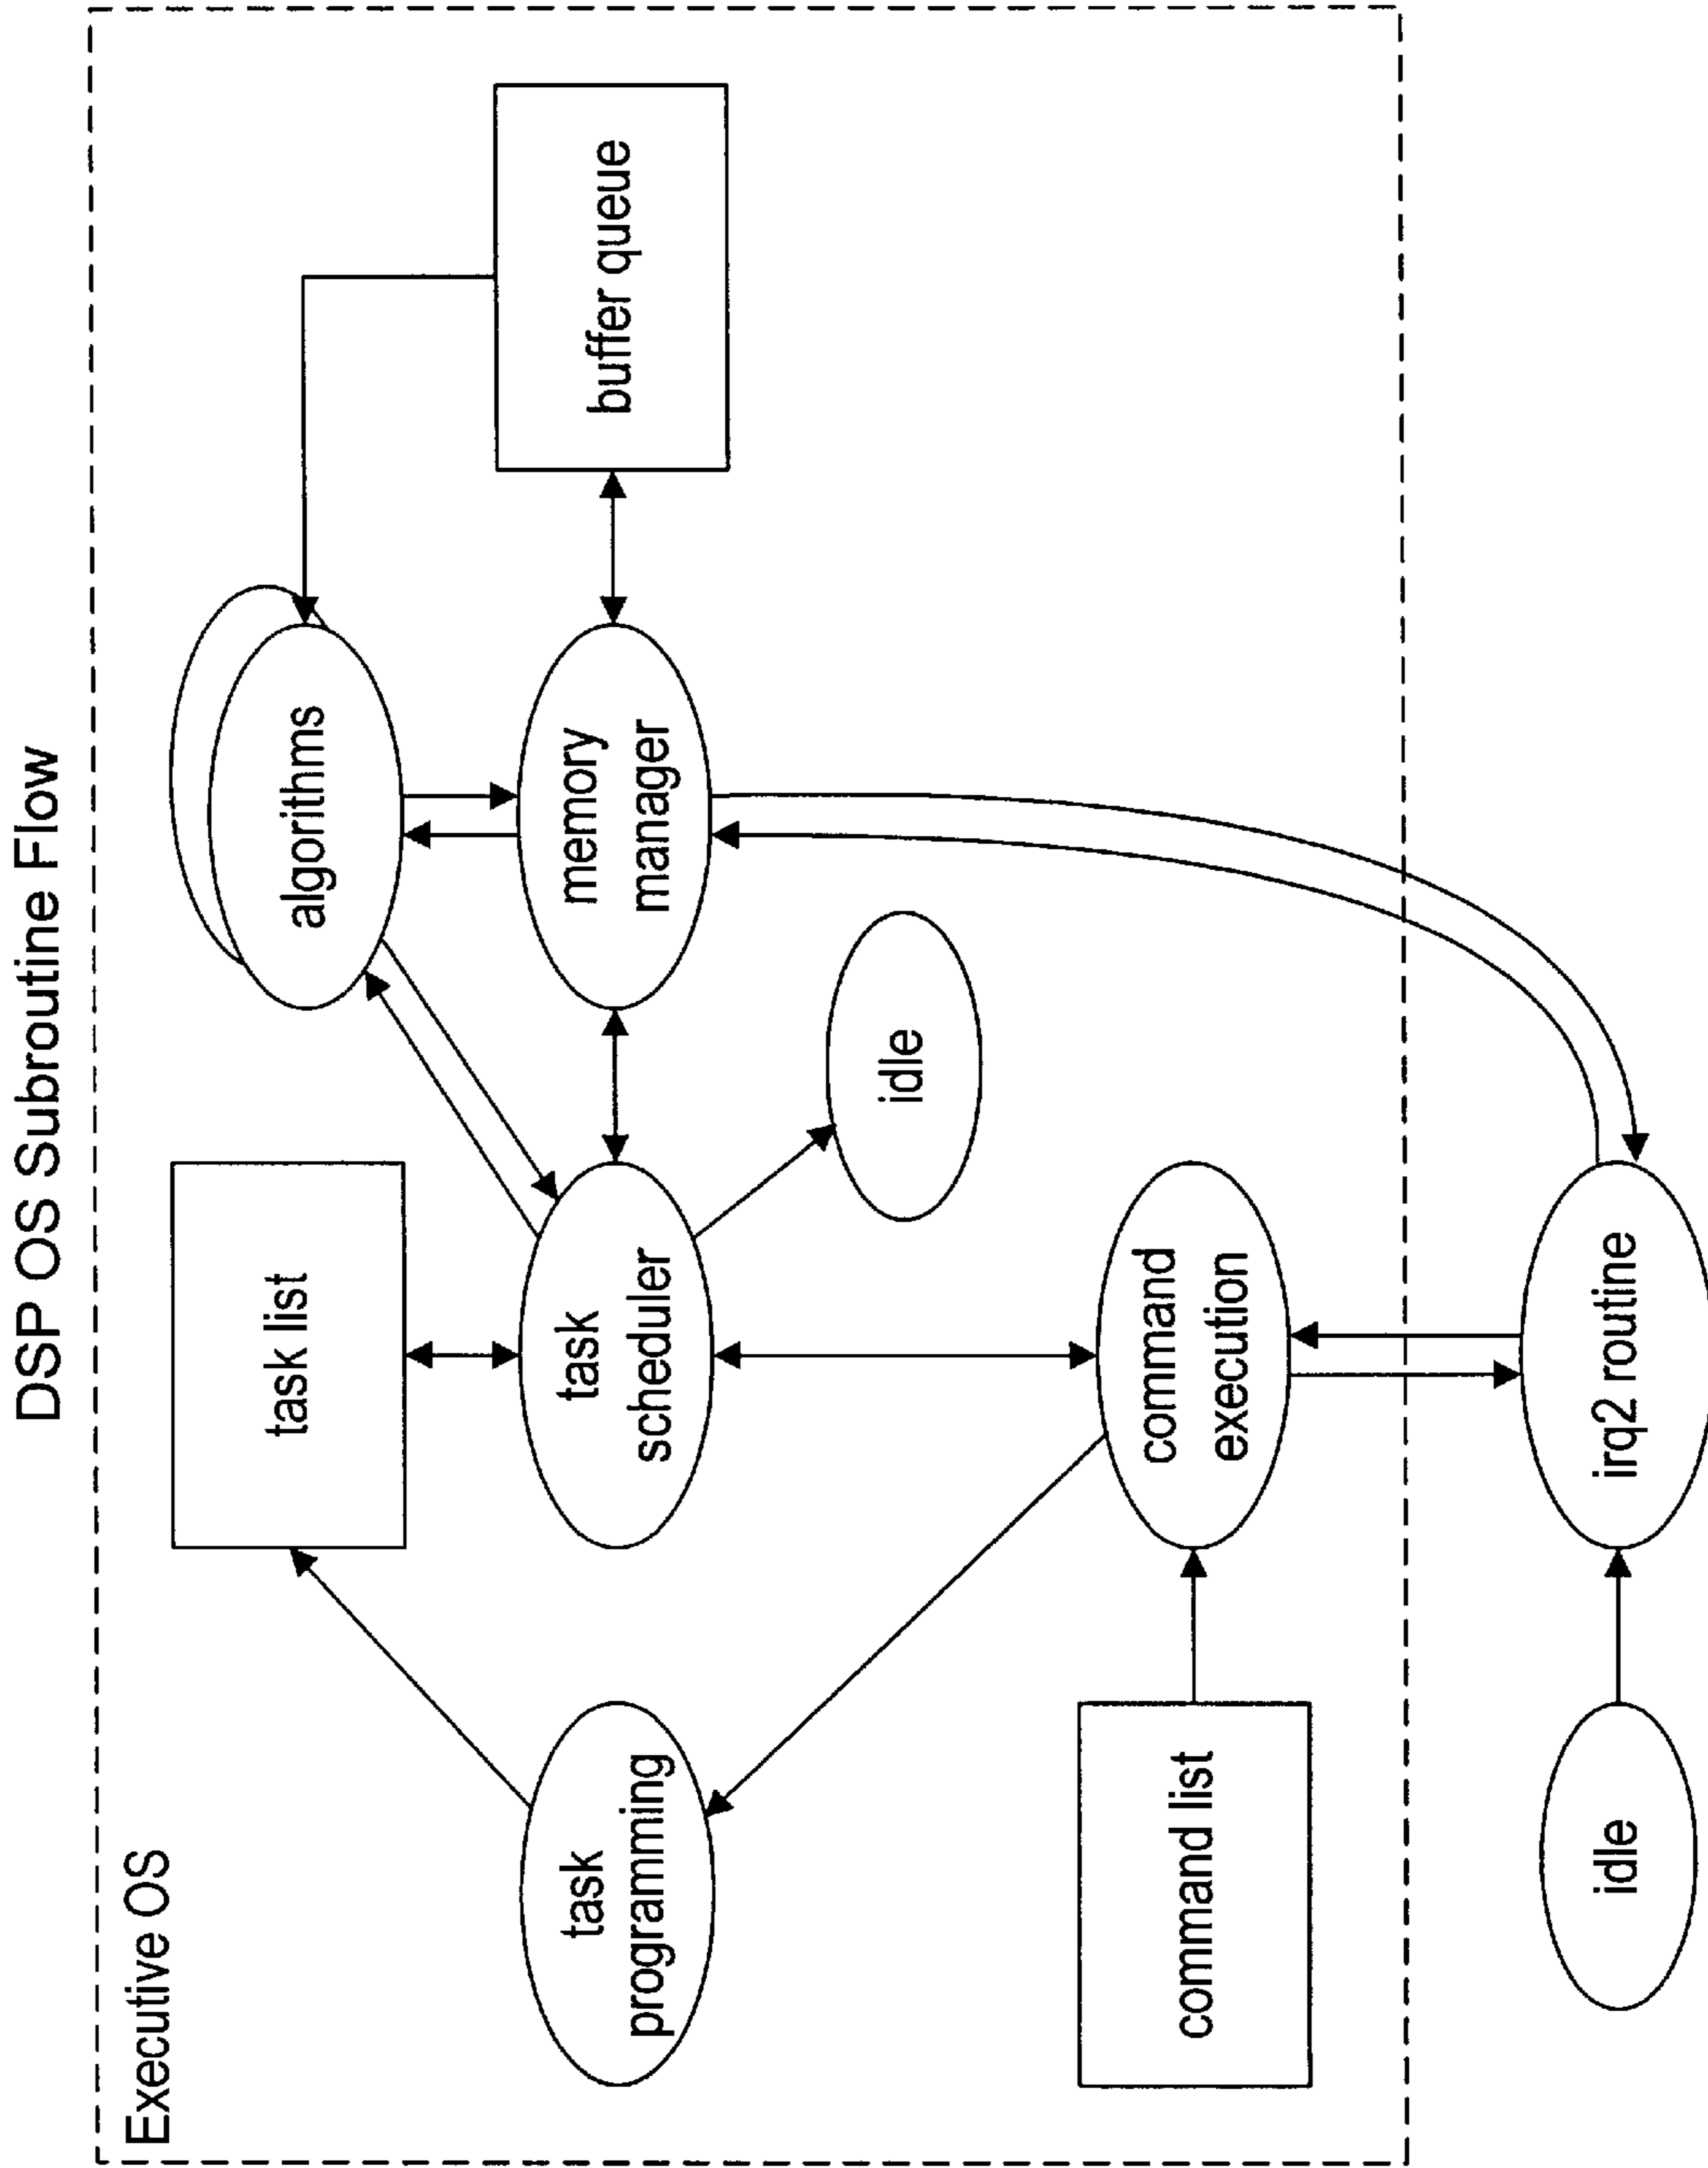 DSP OS Subroutine Flow
Executive OS
task list
algorithms
task
programming
task
scheduler
memory
manager
buffer queue
idle
command list
command
execution
idle
irq2 routine